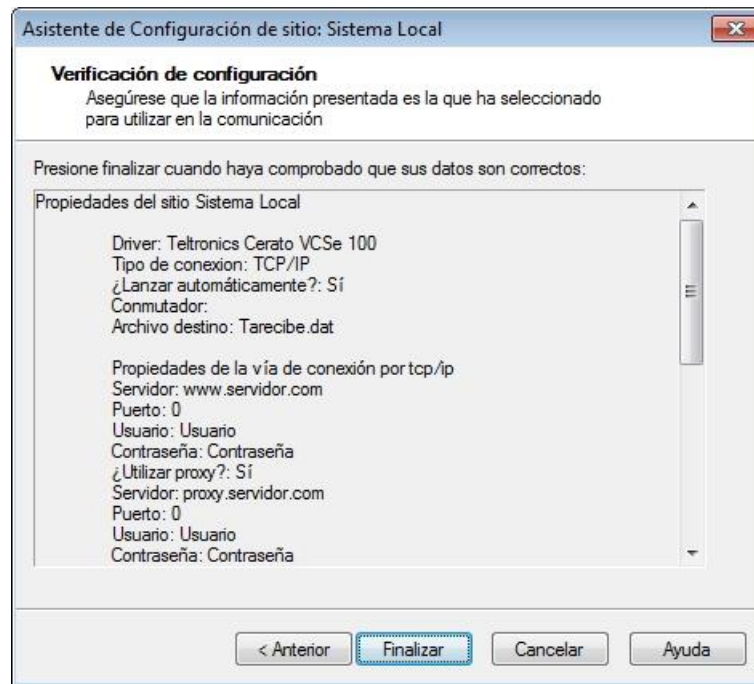 Asistente de Configuración de sitio: Sistema Local
Verificación de configuración
Asegúrese que la información presentada es la que ha seleccionado
para utilizar en la comunicación
Presione finalizar cuando haya comprobado que sus datos son correctos:
Propiedades del sitio Sistema Local
Driver: Teltronics Cerato VCSe 100
Tipo de conexion: TCP/IP
¿Lanzar automáticamente?: Sí
Conmutador:
Archivo destino: Tarecibe.dat
Propiedades de la vía de conexión por tcp/ip
Servidor: www.servidor.com
Puerto: 0
Usuario: Usuario
Contraseña: Contraseña
¿Utilizar proxy?: Sí
Servidor: proxy.servidor.com
Puerto: 0
Usuario: Usuario
Contraseña: Contraseña
< Anterior Finalizar Cancelar Ayuda